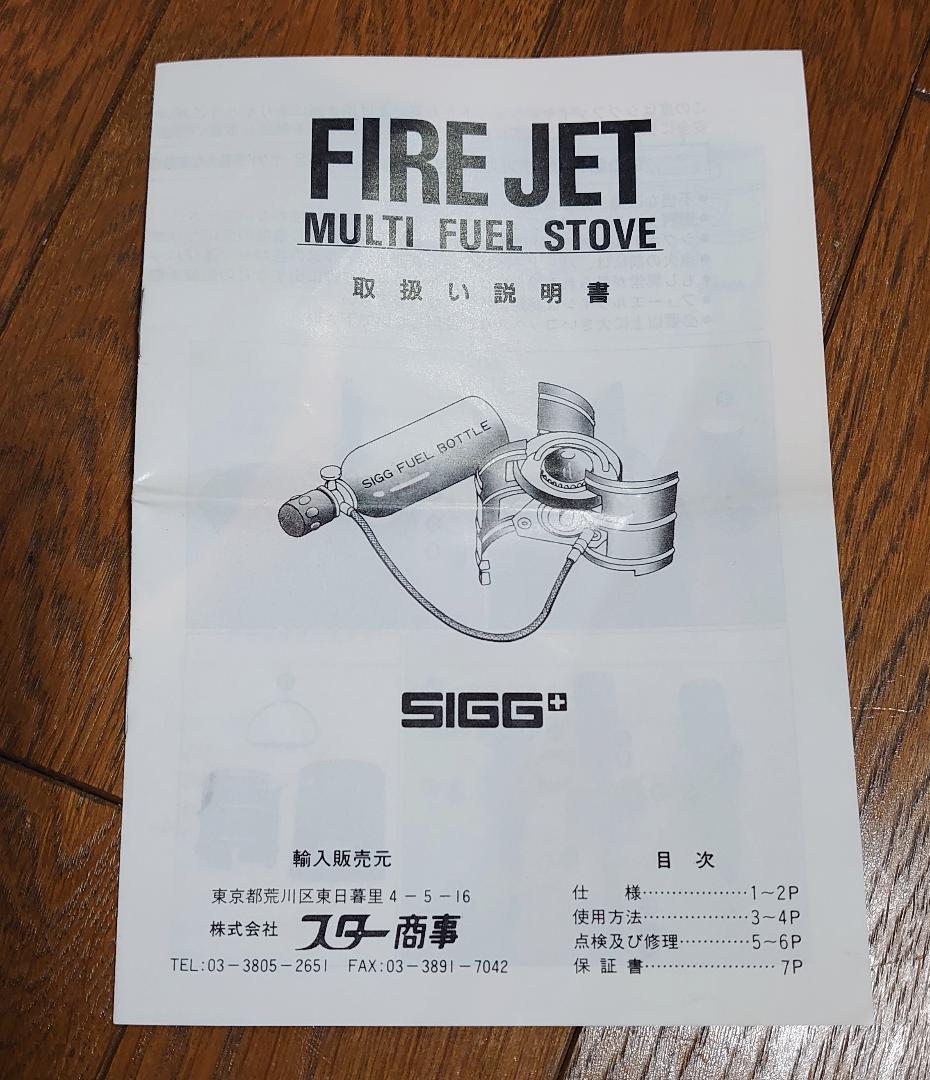 FIRE JET
MULTI FUEL STOVE
取扱い説明書
SIGG FUEL BOTTLE
SIGG
輸入販売元
東京都荒川区東日暮里4-5-16
株式会社 スター商事
TEL:03-3805-2651 FAX:03-3891-7042
目次
仕様………………1~2P
使用方法………………3~4P
点検及び修理…………5~6P
保証書…………………7P